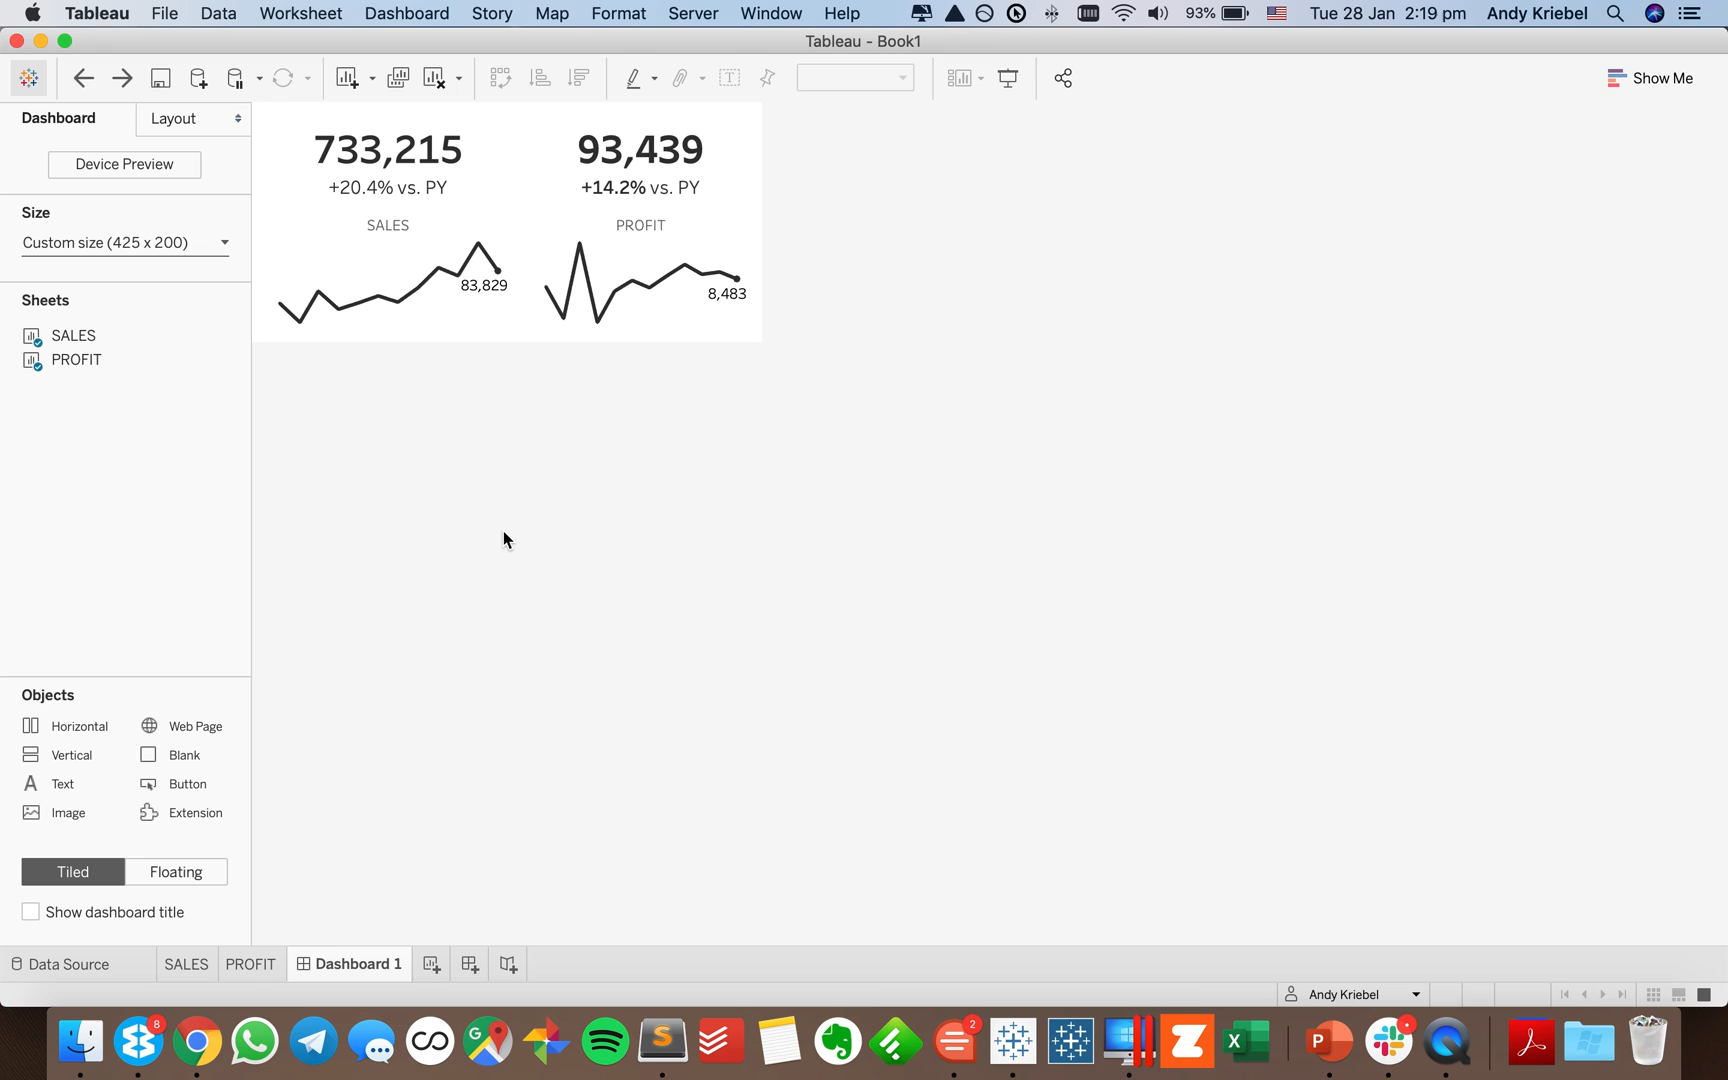 Tableau File Data Worksheet Dashboard Story Map Format Server Window Help 93% Tue 28 Jan 2:19 pm Andy Kriebel
Tableau - Book1
Show Me
Dashboard Layout
Device Preview
Size
Custom size (425 x 200)
Sheets
SALES
PROFIT
733,215 93,439
+20.4% vs. PY +14.2% vs. PY
SALES PROFIT
83,829
8,483
Objects
Horizontal Web Page
Vertical Blank
A Text Button
Image Extension
Tiled Floating
Show dashboard title
Data Source SALES PROFIT Dashboard 1
Andy Kriebel
8
2
S
X
P